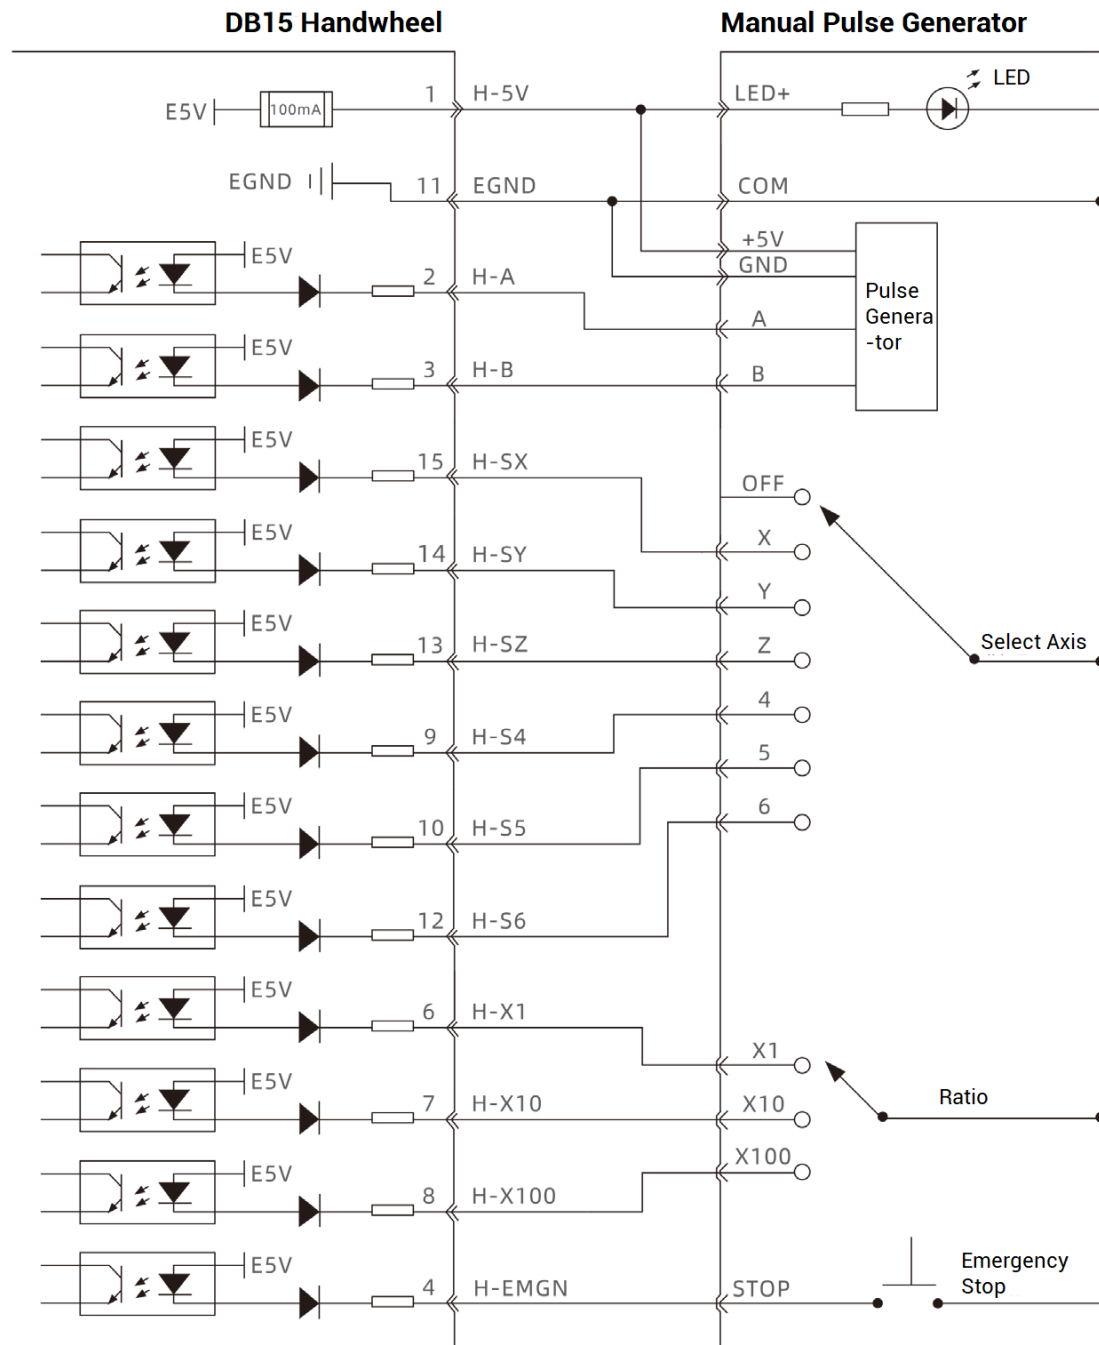 DB15 Handwheel
Manual Pulse Generator
E5V 100mA 1 H-5V LED+ LED
EGND 11 EGND COM
E5V +5V
GND
2 H-A A
Pulse
Genera
-tor
E5V 3 H-B B
E5V 15 H-SX OFF
E5V 14 H-SY X
Y
E5V 13 H-SZ Z Select Axis
E5V 9 H-S4 4
E5V 10 H-S5 5
E5V 12 H-S6 6
E5V 6 H-X1 X1
E5V 7 H-X10 X10 Ratio
E5V 8 H-X100 X100
E5V 4 H-EMGN STOP
Emergency
Stop